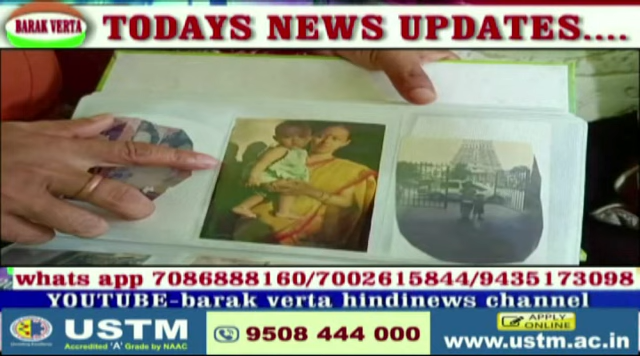 BARAK VERTA
TODAYS NEWS UPDATES....
whats app 7086888160/7002615844/9435173098
YOUTUBE-barak verta hindinews channel
USTM
Accredited 'A' Grade by NAAC
9508 444 000
APPLY ONLINE
www.ustm.ac.in